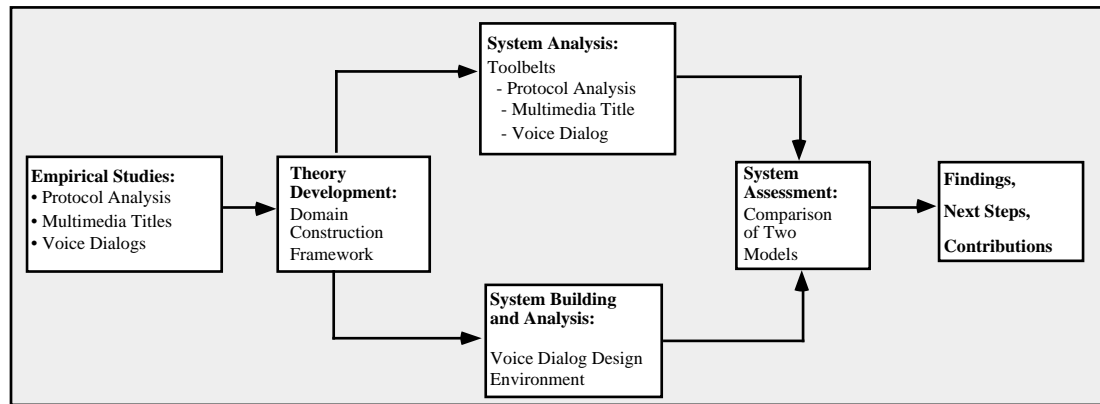 Empirical Studies:
• Protocol Analysis
• Multimedia Titles
• Voice Dialogs
Theory
Development:
Domain
Construction
Framework
System Analysis:
Toolbelts
- Protocol Analysis
- Multimedia Title
- Voice Dialog
System Building
and Analysis:
Voice Dialog Design
Environment
System
Assessment:
Comparison
of Two
Models
Findings,
Next Steps,
Contributions